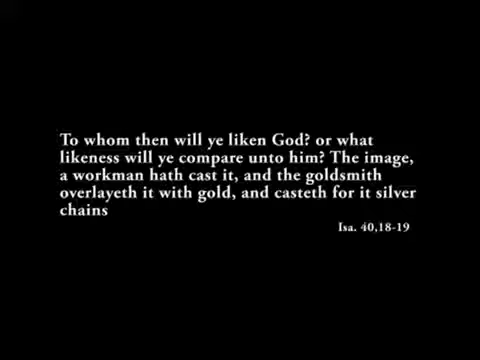 To whom then will ye liken God? or what
likeness will ye compare unto him? The image,
a workman hath cast it, and the goldsmith
overlayeth it with gold, and casteth for it silver
chains
Isa. 40,18-19